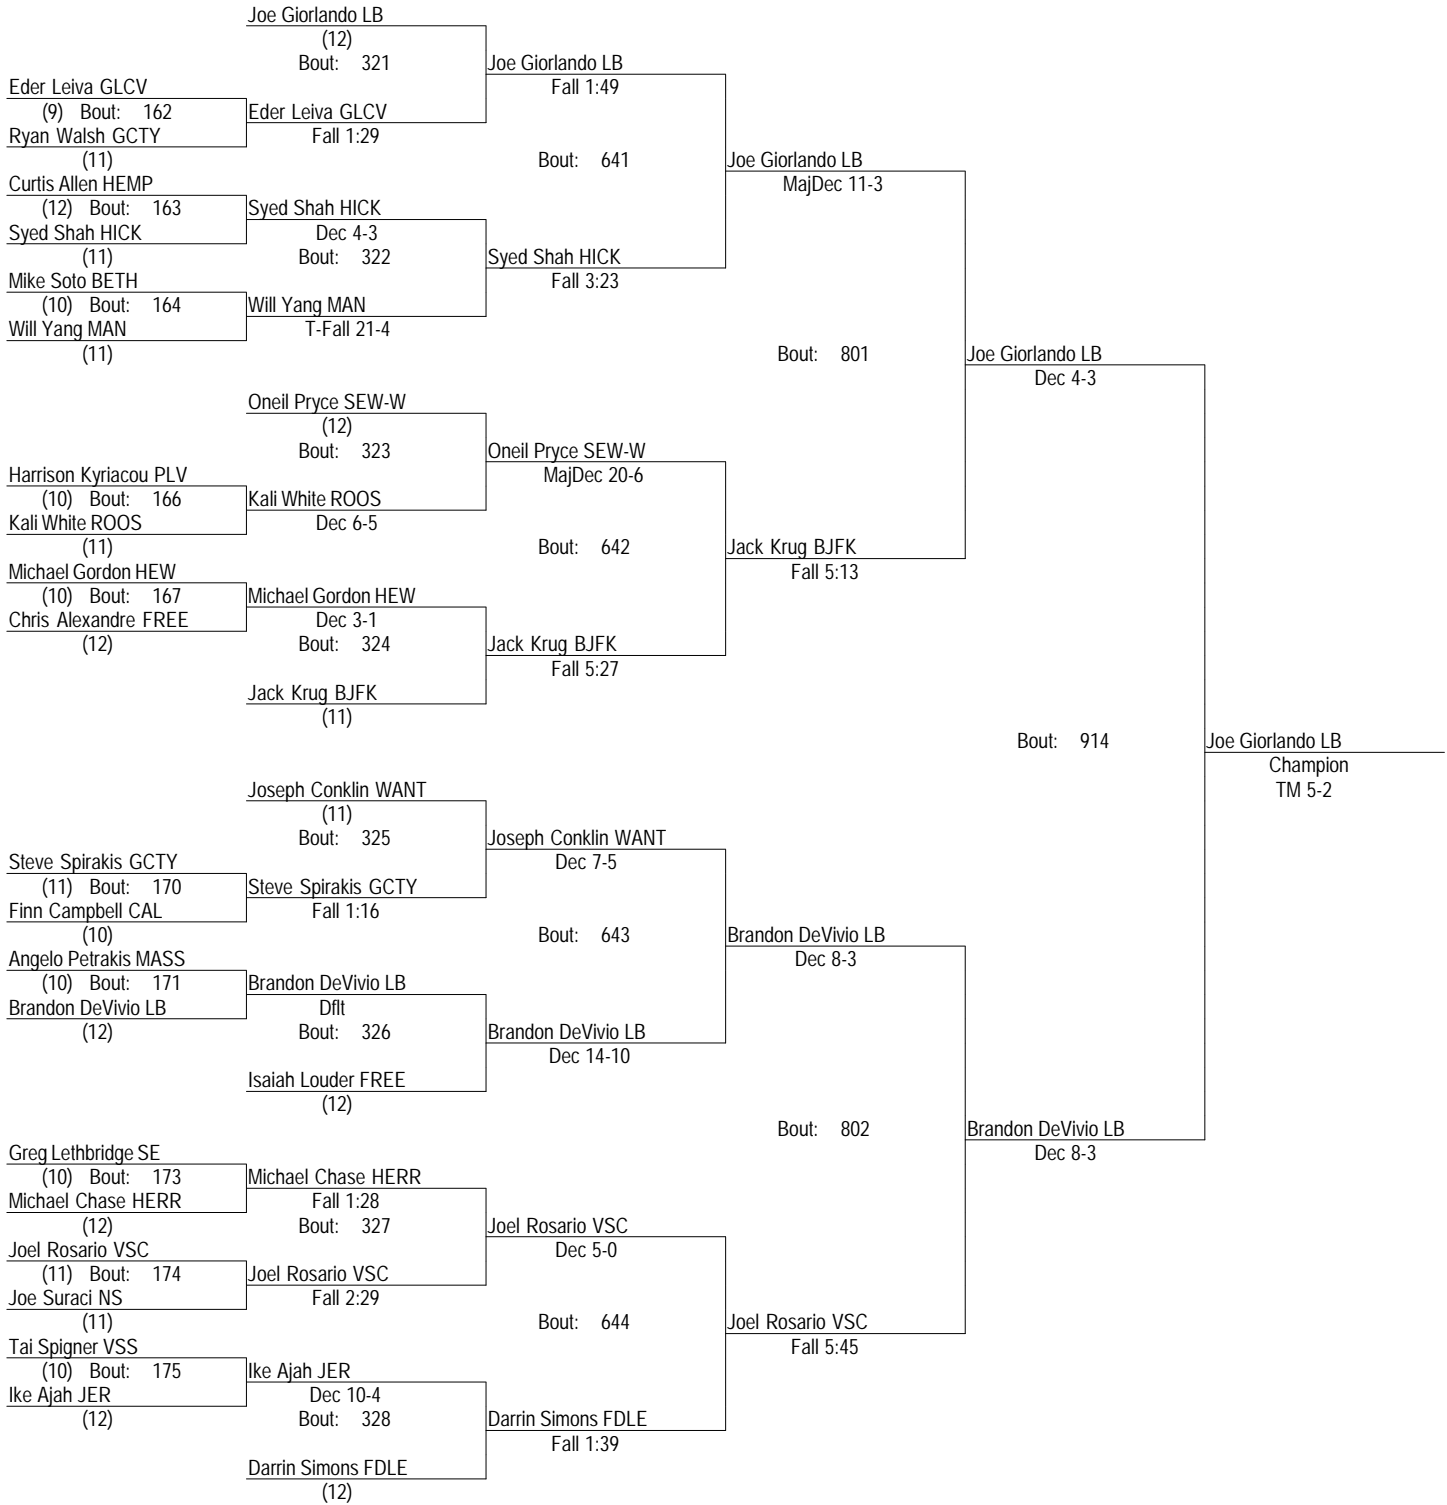 Joe Giorlando LB
(12)
Bout: 321
Joe Giorlando LB
Fall 1:49
Eder Leiva GLCV
(9) Bout: 162
Eder Leiva GLCV
Fall 1:29
Ryan Walsh GCTY
(11)
Bout: 641
Joe Giorlando LB
MajDec 11-3
Curtis Allen HEMP
(12) Bout: 163
Syed Shah HICK
Dec 4-3
Syed Shah HICK
(11)
Bout: 322
Syed Shah HICK
Fall 3:23
Mike Soto BETH
(10) Bout: 164
Will Yang MAN
T-Fall 21-4
Will Yang MAN
(11)
Bout: 801
Joe Giorlando LB
Dec 4-3
Oneil Pryce SEW-W
(12)
Bout: 323
Oneil Pryce SEW-W
MajDec 20-6
Harrison Kyriacou PLV
(10) Bout: 166
Kali White ROOS
Dec 6-5
Kali White ROOS
(11)
Bout: 642
Jack Krug BJFK
Fall 5:13
Michael Gordon HEW
(10) Bout: 167
Michael Gordon HEW
Dec 3-1
Chris Alexandre FREE
(12)
Bout: 324
Jack Krug BJFK
Fall 5:27
Jack Krug BJFK
(11)
Bout: 914
Joe Giorlando LB
Champion
TM 5-2
Joseph Conklin WANT
(11)
Bout: 325
Joseph Conklin WANT
Dec 7-5
Steve Spirakis GCTY
(11) Bout: 170
Steve Spirakis GCTY
Fall 1:16
Finn Campbell CAL
(10)
Bout: 643
Brandon DeVivio LB
Dec 8-3
Angelo Petrakis MASS
(10) Bout: 171
Brandon DeVivio LB
Dflt
Brandon DeVivio LB
(12)
Bout: 326
Brandon DeVivio LB
Dec 14-10
Isaiah Louder FREE
(12)
Bout: 802
Brandon DeVivio LB
Dec 8-3
Greg Lethbridge SE
(10) Bout: 173
Michael Chase HERR
Fall 1:28
Michael Chase HERR
(12)
Bout: 327
Joel Rosario VSC
Dec 5-0
Joel Rosario VSC
(11) Bout: 174
Joel Rosario VSC
Fall 2:29
Joe Suraci NS
(11)
Bout: 644
Joel Rosario VSC
Fall 5:45
Tai Spigner VSS
(10) Bout: 175
Ike Ajah JER
Dec 10-4
Ike Ajah JER
(12)
Bout: 328
Darrin Simons FDLE
Fall 1:39
Darrin Simons FDLE
(12)